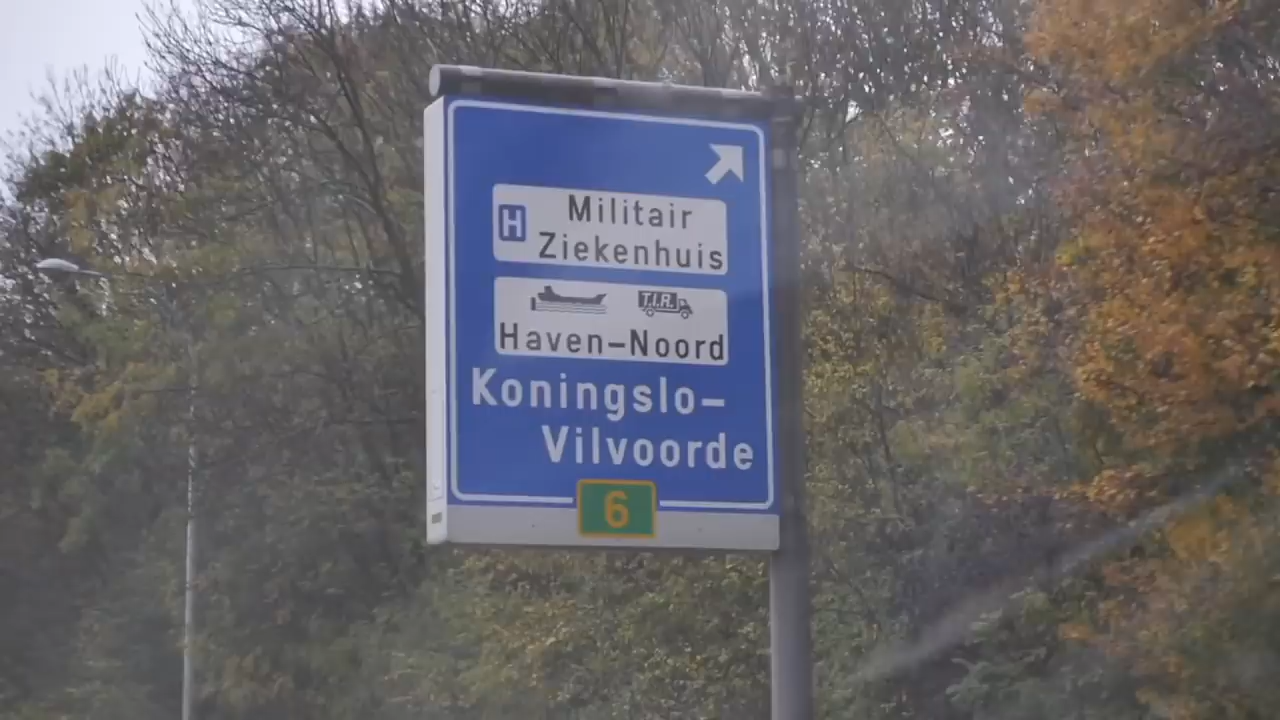 H Militair
Ziekenhuis
T.I.R.
Haven-Noord
Koningslo-
Vilvoorde
6